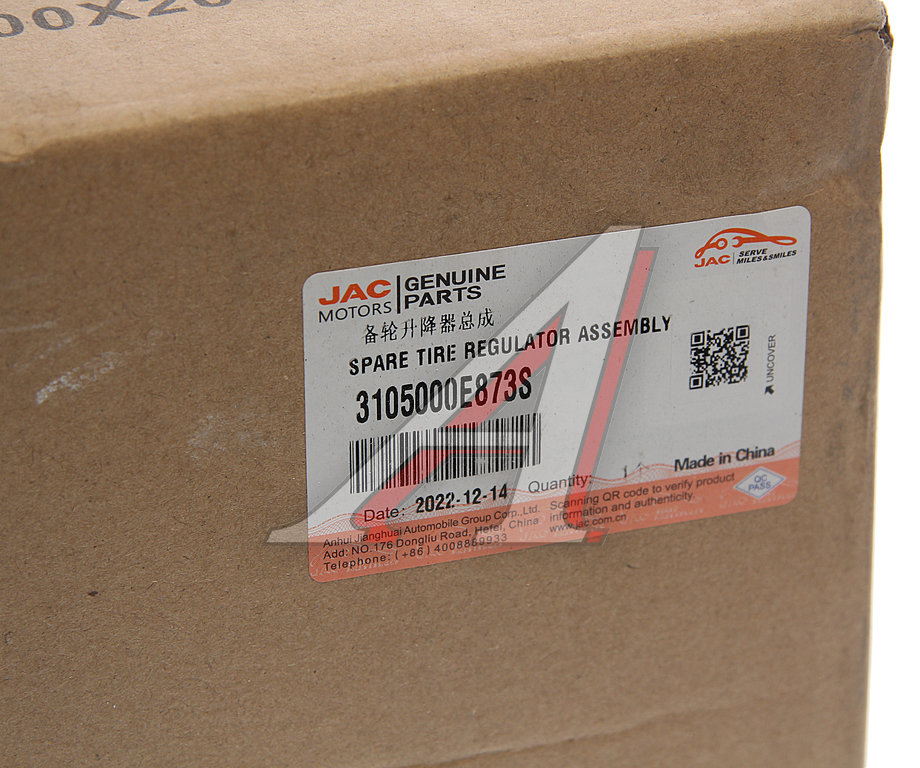 00X20
JAC MOTORS
GENUINE PARTS
JAC
SERVE MILES&SMILES
备轮升降器总成
SPARE TIRE REGULATOR ASSEMBLY
3105000E873S
UNCOVER
Made in China
Quantity: 1个
Date: 2022-12-14
QC PASS
Scanning QR code to verify product
information and authenticity.
www.jac.com.cn
Anhui Jianghuai Automobile Group Corp., Ltd.
Add: NO.176 Dongliu Road, Hefei, China
Telephone: (+86) 4008889933